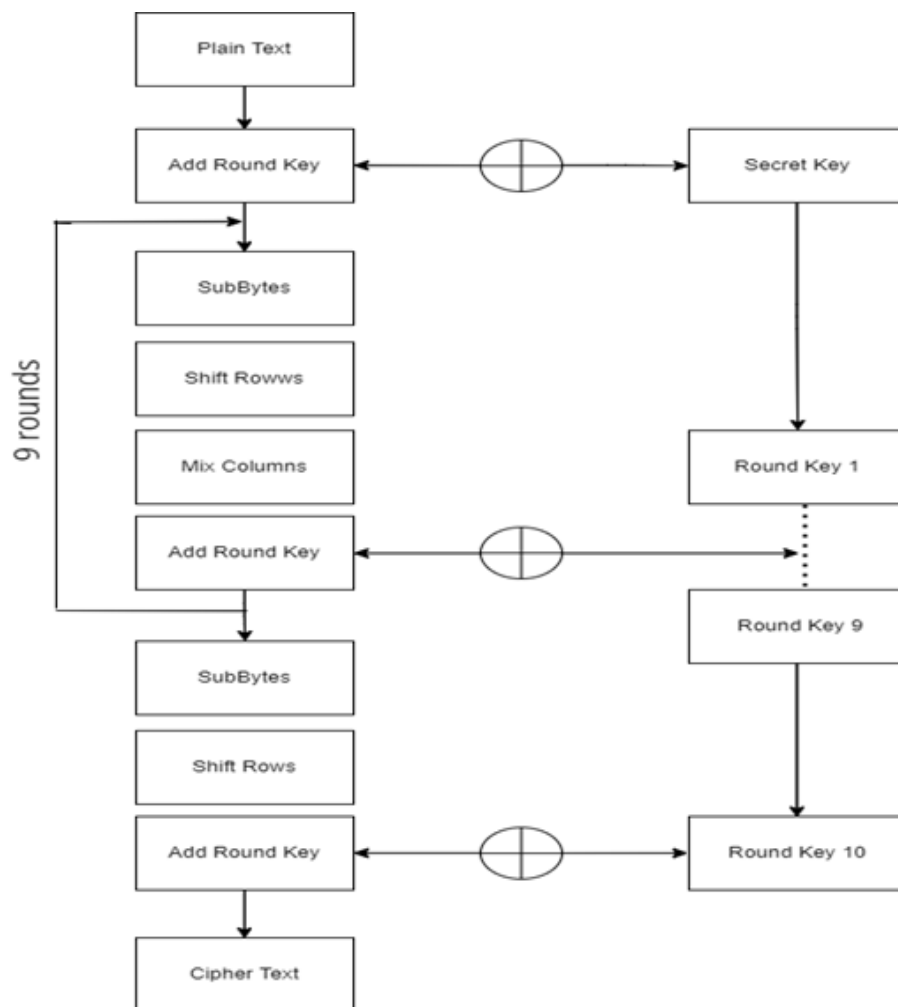 Plain Text
Add Round Key
Secret Key
SubBytes
9 rounds
Shift Rowws
Mix Columns
Round Key 1
Add Round Key
Round Key 9
SubBytes
Shift Rows
Add Round Key
Round Key 10
Cipher Text